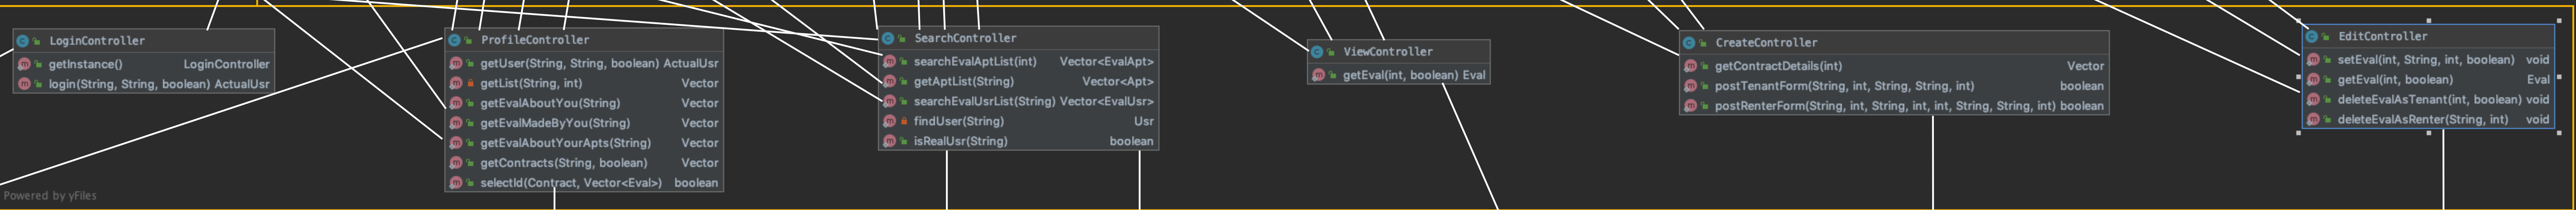 LoginController
getInstance() LoginController
login(String, String, boolean) ActualUsr
ProfileController
getUser(String, String, boolean) ActualUsr
getList(String, int) Vector
getEvalAboutYou(String) Vector
getEvalMadeByYou(String) Vector
getEvalAboutYourApts(String) Vector
getContracts(String, boolean) Vector
selectId(Contract, Vector<Eval>) boolean
SearchController
searchEvalAptList(int) Vector<EvalApt>
getAptList(String) Vector<Apt>
searchEvalUsrList(String) Vector<EvalUsr>
findUser(String) Usr
isRealUsr(String) boolean
ViewController
getEval(int, boolean) Eval
CreateController
getContractDetails(int) Vector
postTenantForm(String, int, String, String, int) boolean
postRenterForm(String, int, String, int, int, String, String, int) boolean
EditController
setEval(int, String, int, boolean) void
getEval(int, boolean) Eval
deleteEvalAsTenant(int, boolean) void
deleteEvalAsRenter(String, int) void
Powered by yFiles